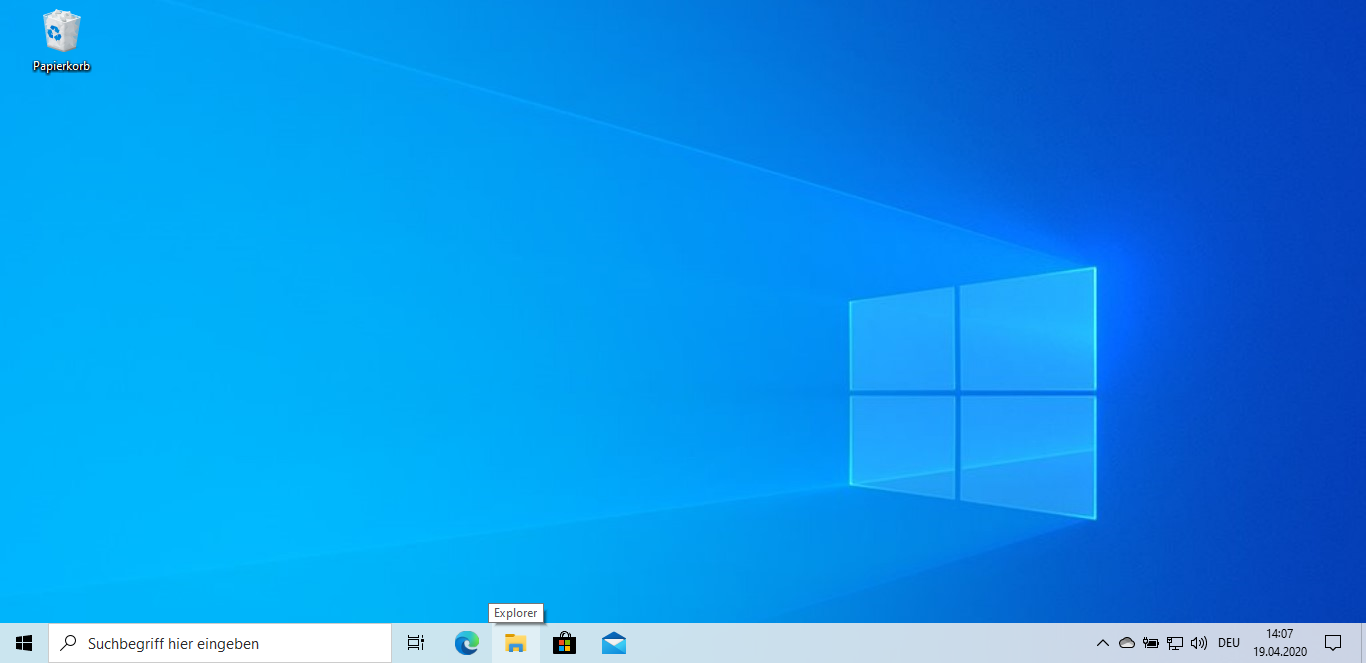 Papierkorb
Explorer
Suchbegriff hier eingeben
DEU
14:07
19.04.2020